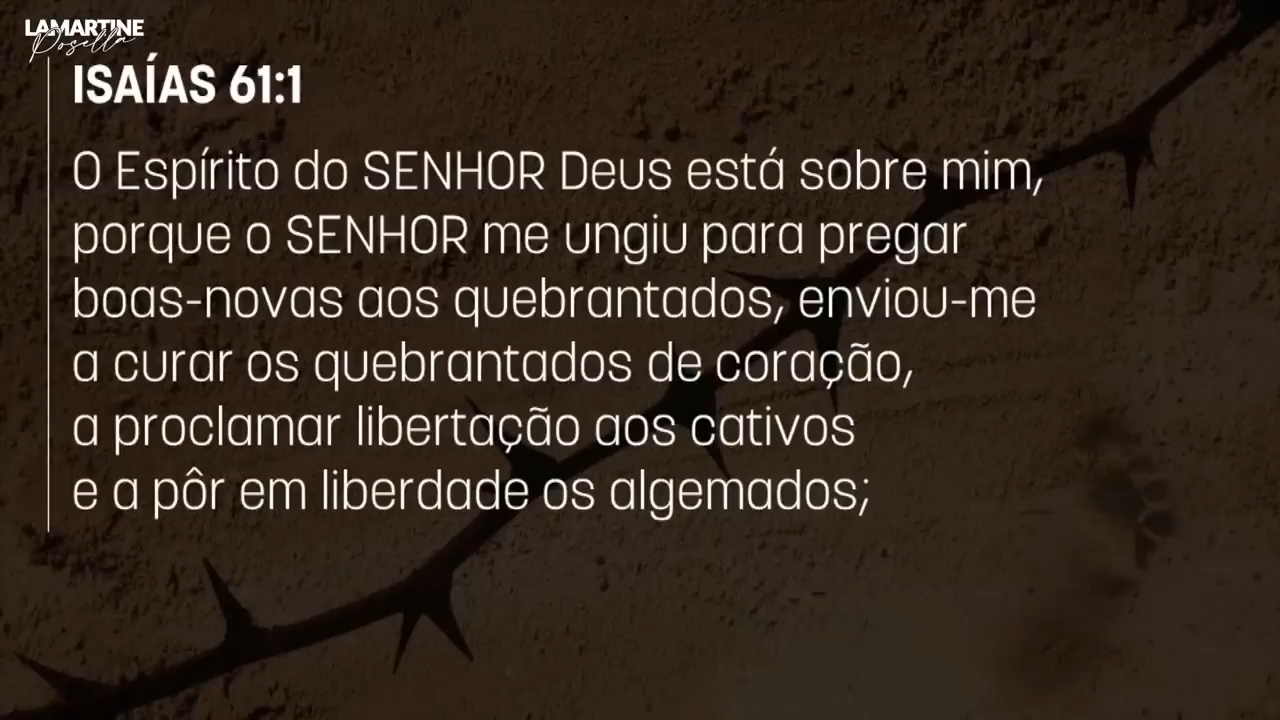 LAMARTINE
Posella
ISAÍAS 61:1
O Espírito do SENHOR Deus está sobre mim,
porque o SENHOR me ungiu para pregar
boas-novas aos quebrantados, enviou-me
a curar os quebrantados de coração,
a proclamar libertação aos cativos
e a pôr em liberdade os algemados;